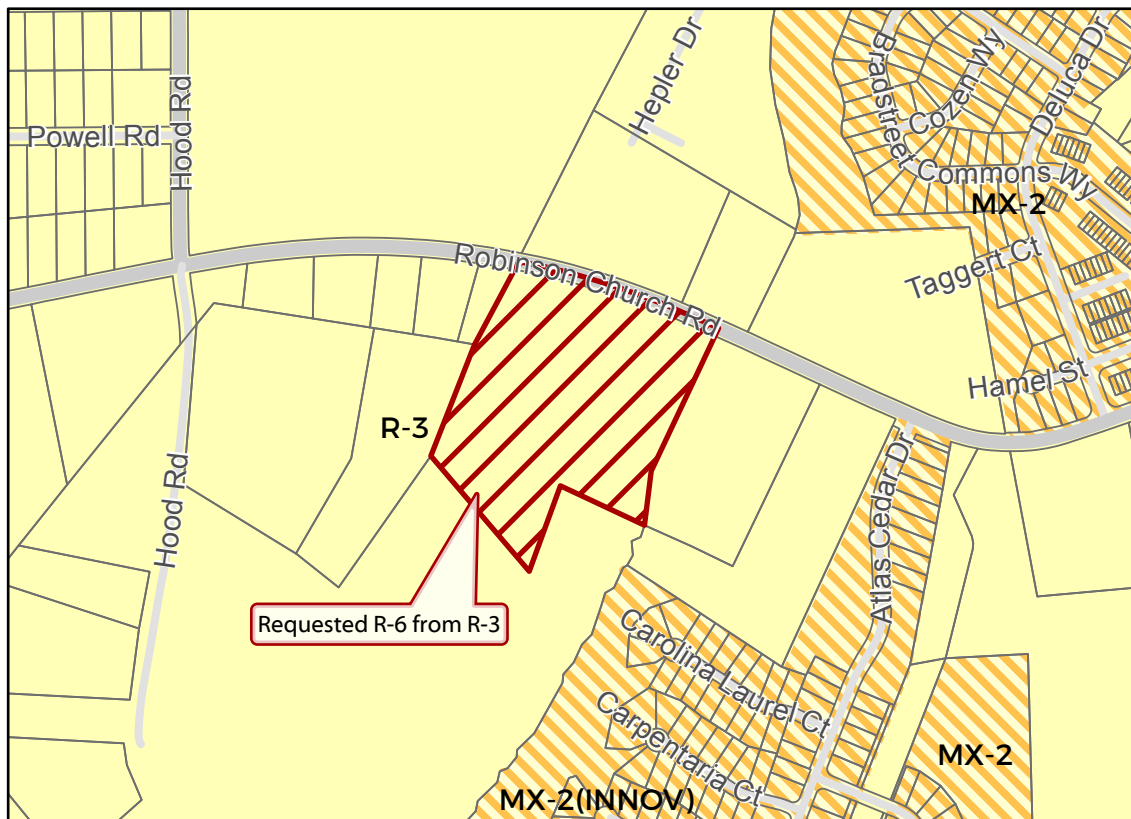 Hepler Dr
Bradstreet Commons Wy
Cozen Wy
Deluca Dr
Powell Rd
Hood Rd
MX-2
Robinson Church Rd
Taggert Ct
Hamel St
R-3
Hood Rd
Atlas Cedar Dr
Requested R-6 from R-3
Carolina Laurel Ct
Carpentaria Ct
MX-2
MX-2(INNOV)